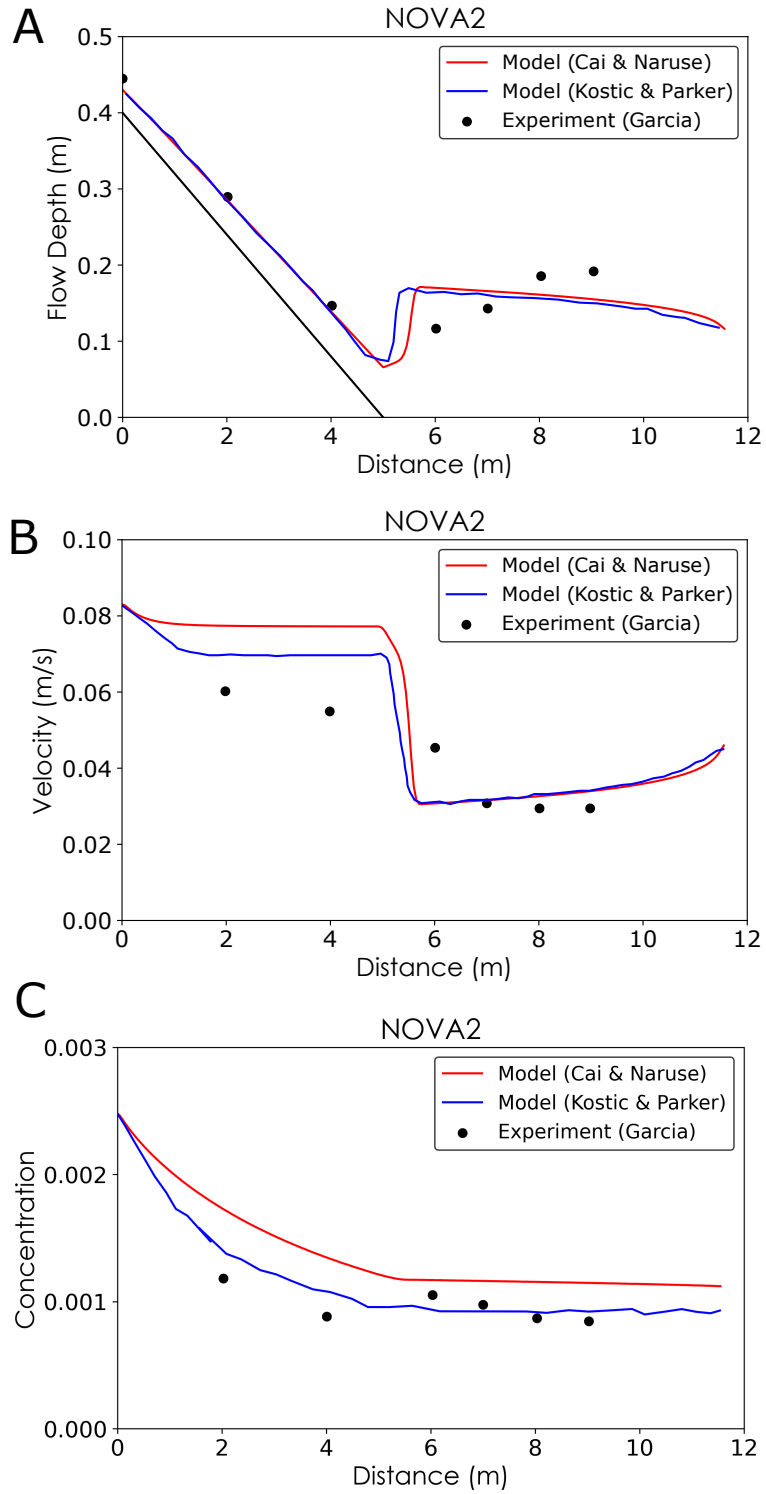 A
NOVA2
Flow Depth (m)
0.5
0.4
0.3
0.2
0.1
0.0
Model (Cai & Naruse)
Model (Kostic & Parker)
Experiment (Garcia)
0 2 4 6 8 10 12
Distance (m)
B
NOVA2
Velocity (m/s)
0.10
0.08
0.06
0.04
0.02
0.00
Model (Cai & Naruse)
Model (Kostic & Parker)
Experiment (Garcia)
0 2 4 6 8 10 12
Distance (m)
C
NOVA2
Concentration
0.003
0.002
0.001
0.000
Model (Cai & Naruse)
Model (Kostic & Parker)
Experiment (Garcia)
0 2 4 6 8 10 12
Distance (m)